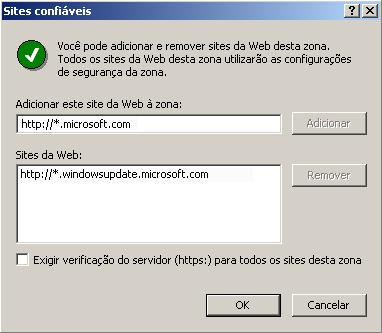 Sites confiáveis
Você pode adicionar e remover sites da Web desta zona.
Todos os sites da Web desta zona utilizarão as configurações
de segurança da zona.
Adicionar este site da Web à zona:
http://*.microsoft.com
Adicionar
Sites da Web:
http://*.windowsupdate.microsoft.com
Remover
Exigir verificação do servidor (https:) para todos os sites desta zona
OK
Cancelar